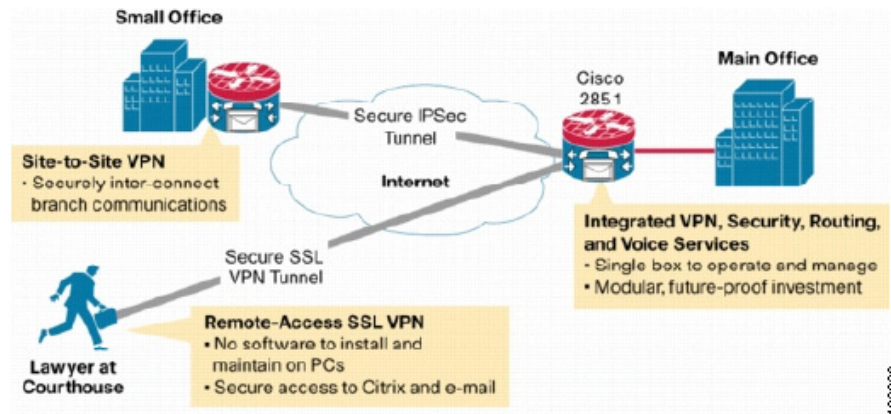 Small Office
Main Office
Cisco
2851
Secure IPSec
Tunnel
Internet
Site-to-Site VPN
- Securely inter-connect
branch communications
Integrated VPN, Security, Routing,
and Voice Services
- Single box to operate and manage
• Modular, future-proof investment
Secure SSL
VPN Tunnel
Remote-Access SSL VPN
• No software to install and
maintain on PCs
• Secure access to Citrix and e-mail
Lawyer at
Courthouse